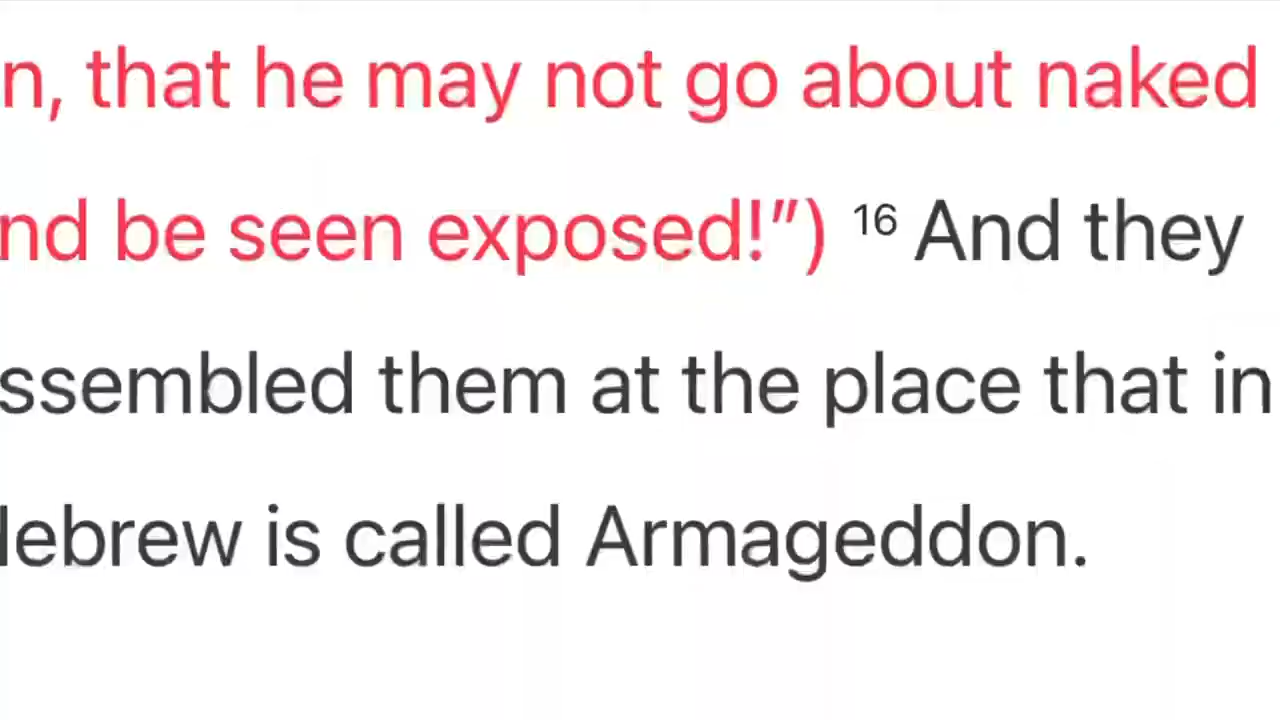 n, that he may not go about naked
nd be seen exposed!”) 16 And they
ssembled them at the place that in
ebrew is called Armageddon.